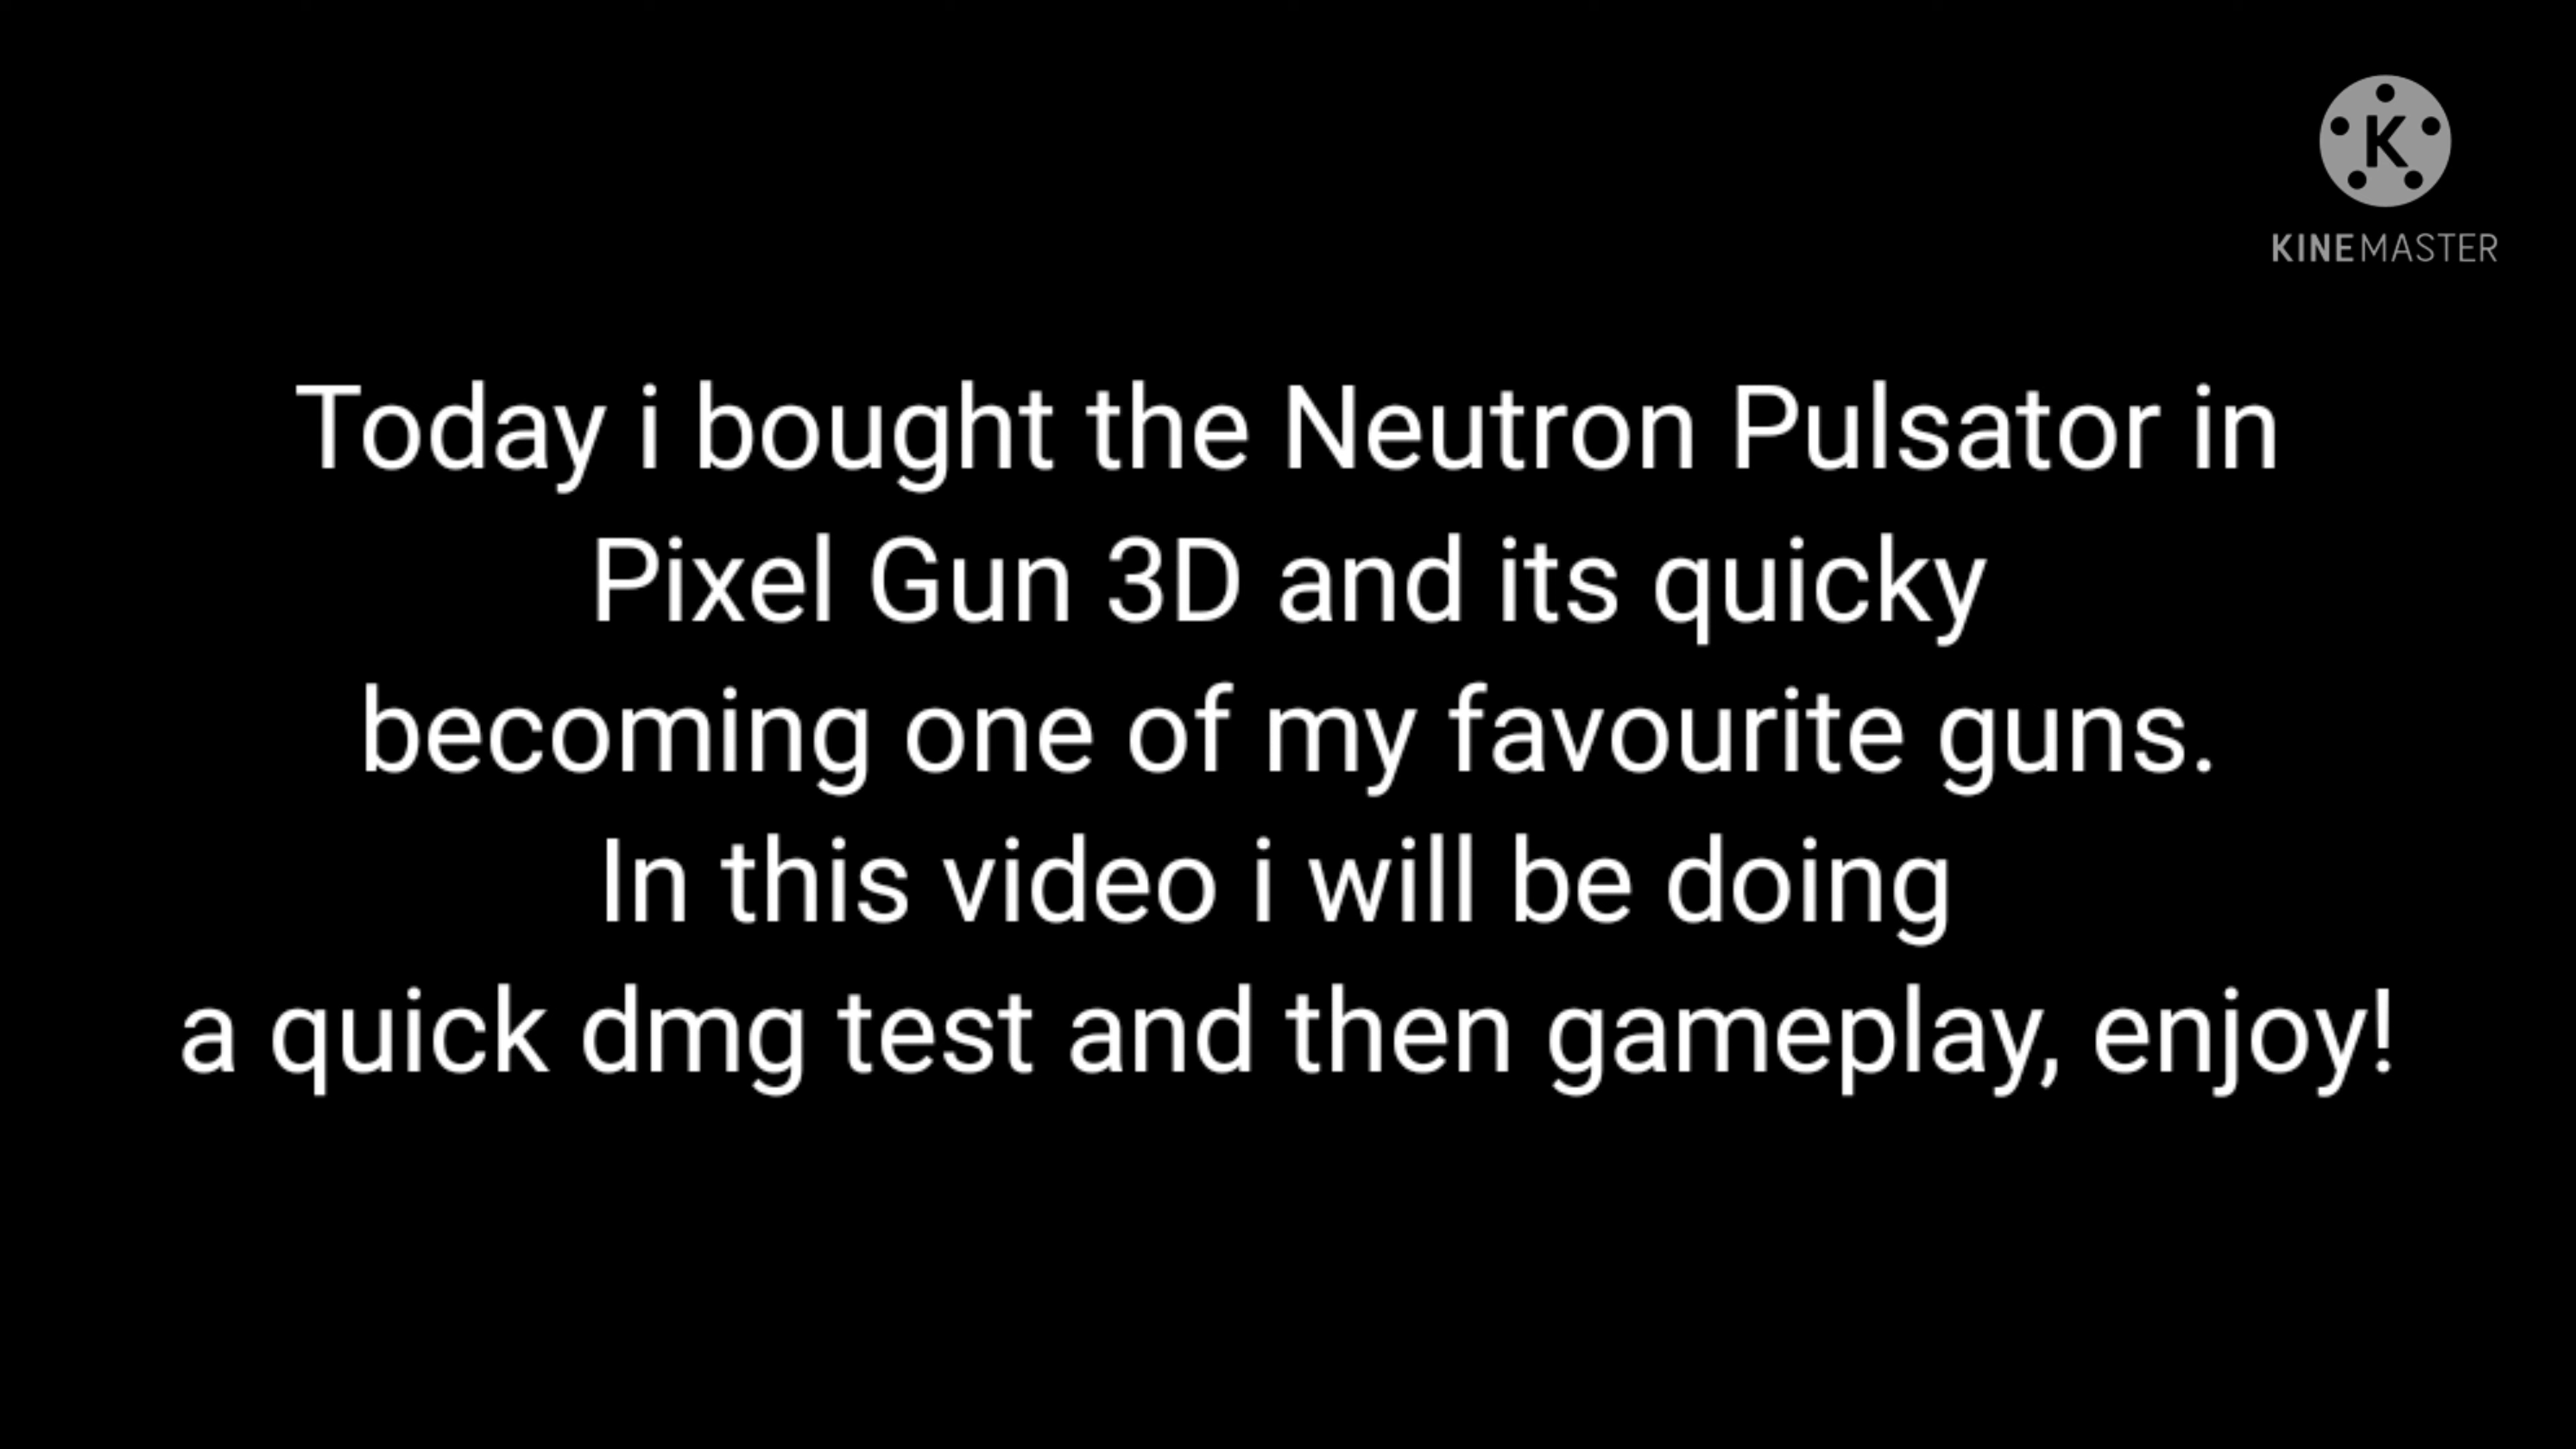 K
KINEMASTER
Today i bought the Neutron Pulsator in
Pixel Gun 3D and its quicky
becoming one of my favourite guns.
In this video i will be doing
a quick dmg test and then gameplay, enjoy!